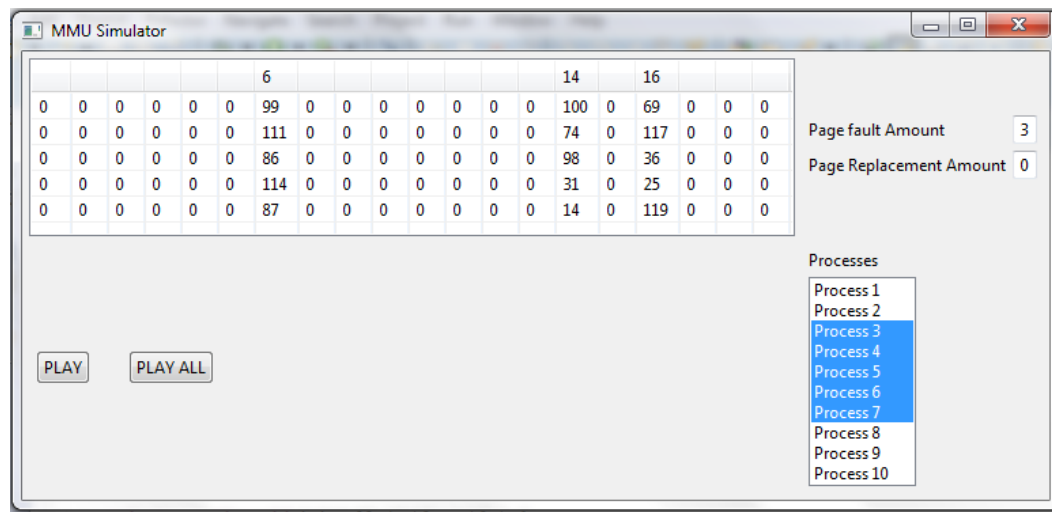 MMU Simulator
6 14 16
0 0 0 0 0 0 99 0 0 0 0 0 0 0 100 0 69 0 0 0
0 0 0 0 0 0 111 0 0 0 0 0 0 0 74 0 117 0 0 0
0 0 0 0 0 0 86 0 0 0 0 0 0 0 98 0 36 0 0 0
0 0 0 0 0 0 114 0 0 0 0 0 0 0 31 0 25 0 0 0
0 0 0 0 0 0 87 0 0 0 0 0 0 0 14 0 119 0 0 0
Page fault Amount 3
Page Replacement Amount 0
Processes
Process 1
Process 2
Process 3
Process 4
Process 5
Process 6
Process 7
Process 8
Process 9
Process 10
PLAY PLAY ALL